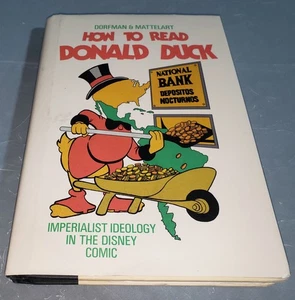 DORFMAN & MATTELART
HOW TO READ
DONALD DUCK
NATIONAL
BANK
DEPOSITOS
NOCTURNOS
IMPERIALIST IDEOLOGY
IN THE DISNEY
COMIC